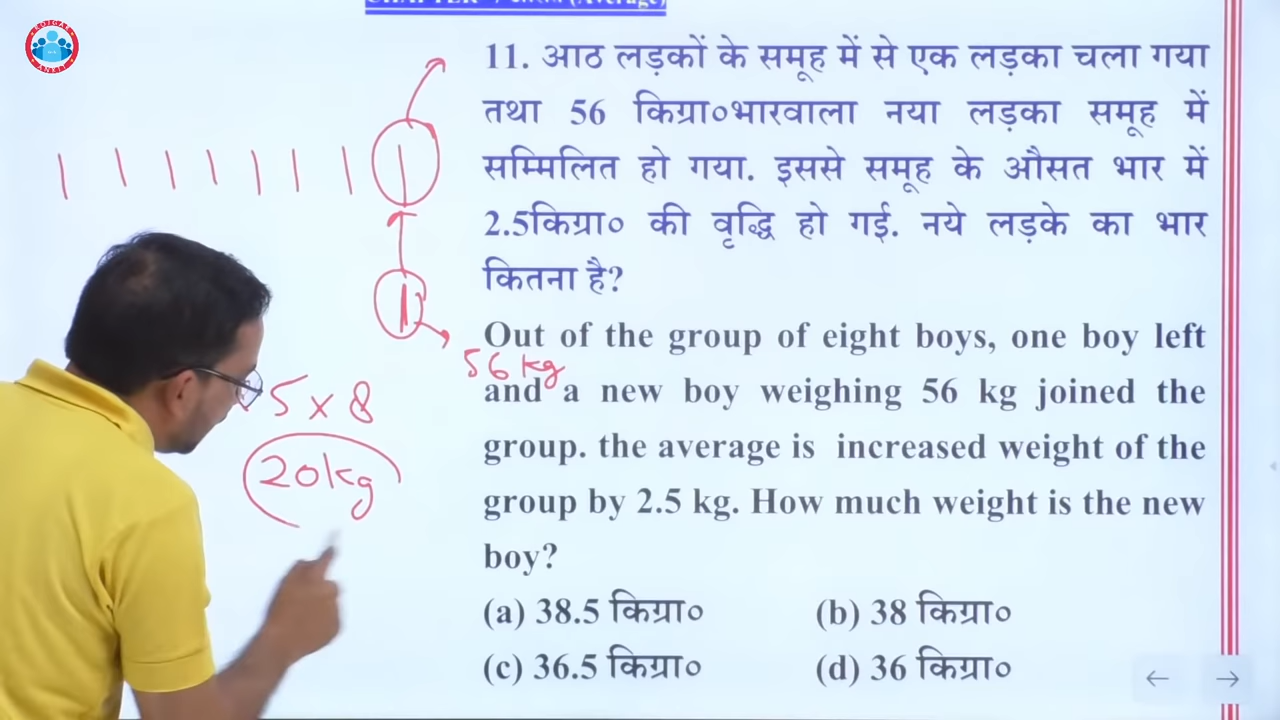 11. आठ लड़कों के समूह में से एक लड़का चला गया
तथा 56 किग्रा०भारवाला नया लड़का समूह में
सम्मिलित हो गया. इससे समूह के औसत भार में
2.5किग्रा० की वृद्धि हो गई. नये लड़के का भार
कितना है?
Out of the group of eight boys, one boy left
56 kg
and a new boy weighing 56 kg joined the
group. the average is increased weight of the
group by 2.5 kg. How much weight is the new
boy?
(a) 38.5 किग्रा० (b) 38 किग्रा०
(c) 36.5 किग्रा० (d) 36 किग्रा०
5 × 8
20kg
ROJGAR
ANKIT